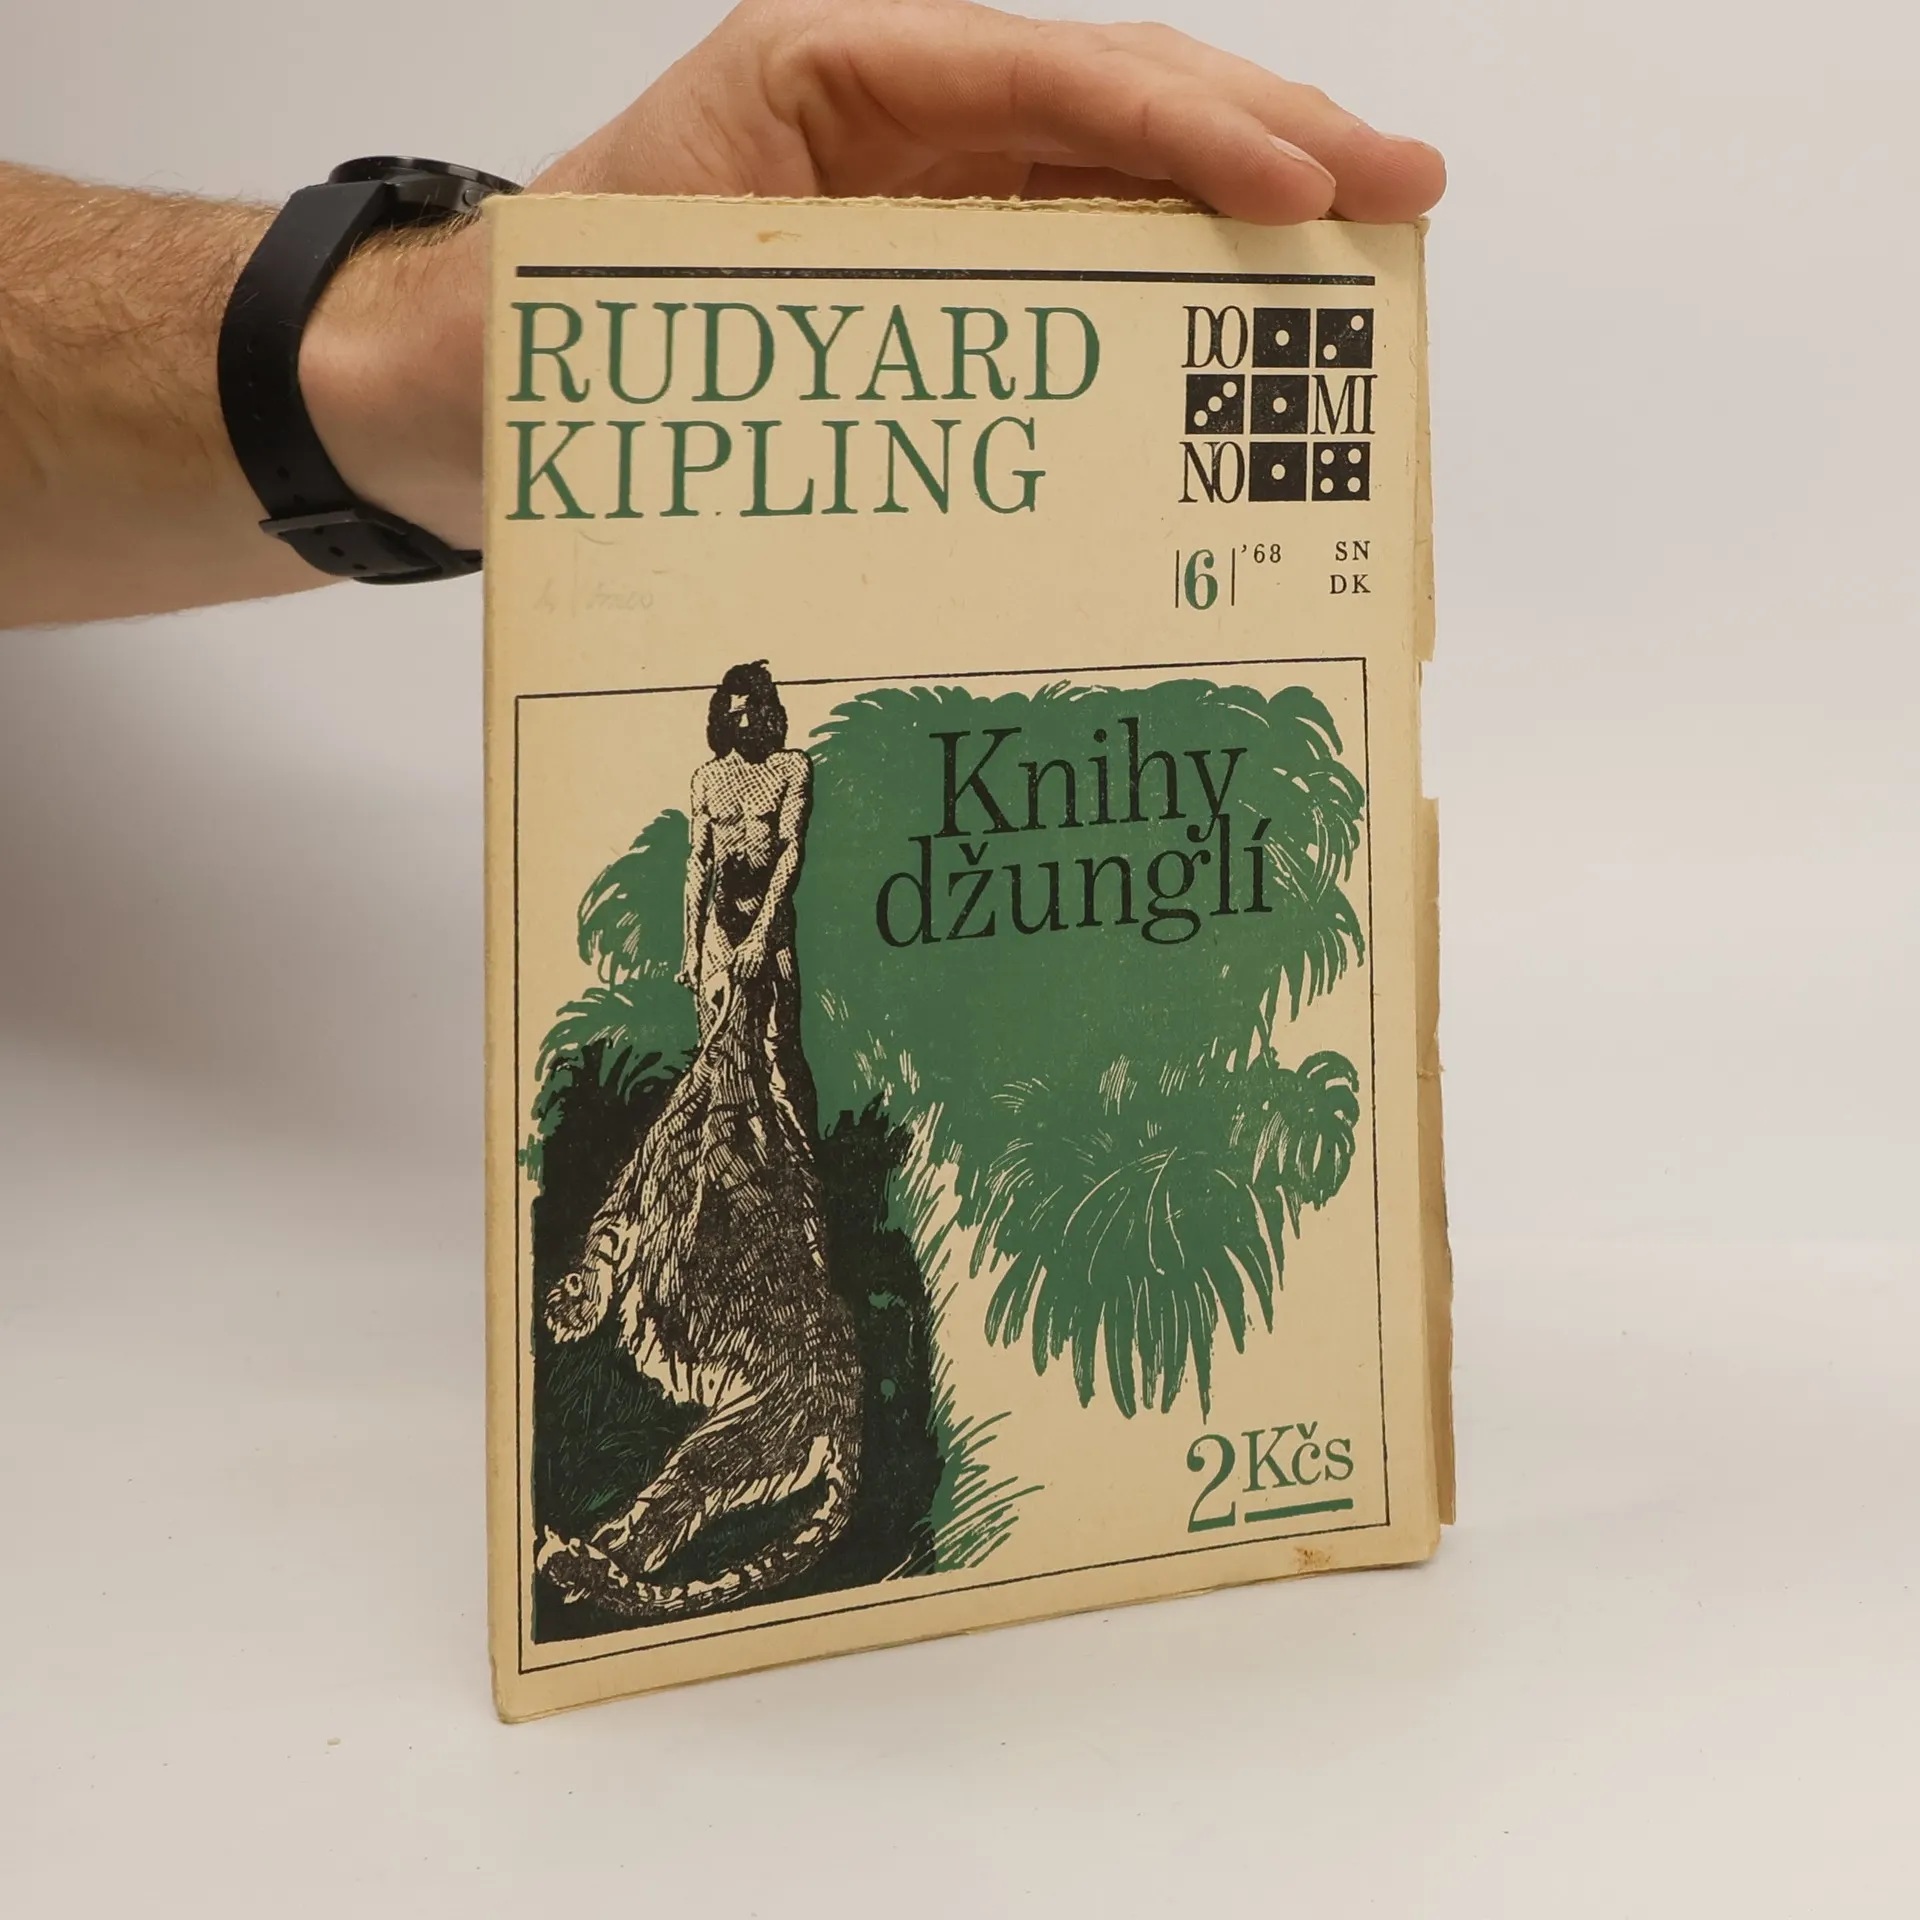 RUDYARD
KIPLING
DO
MI
NO
6 '68
SN
DK
Knihy
džunglí
2 Kčs